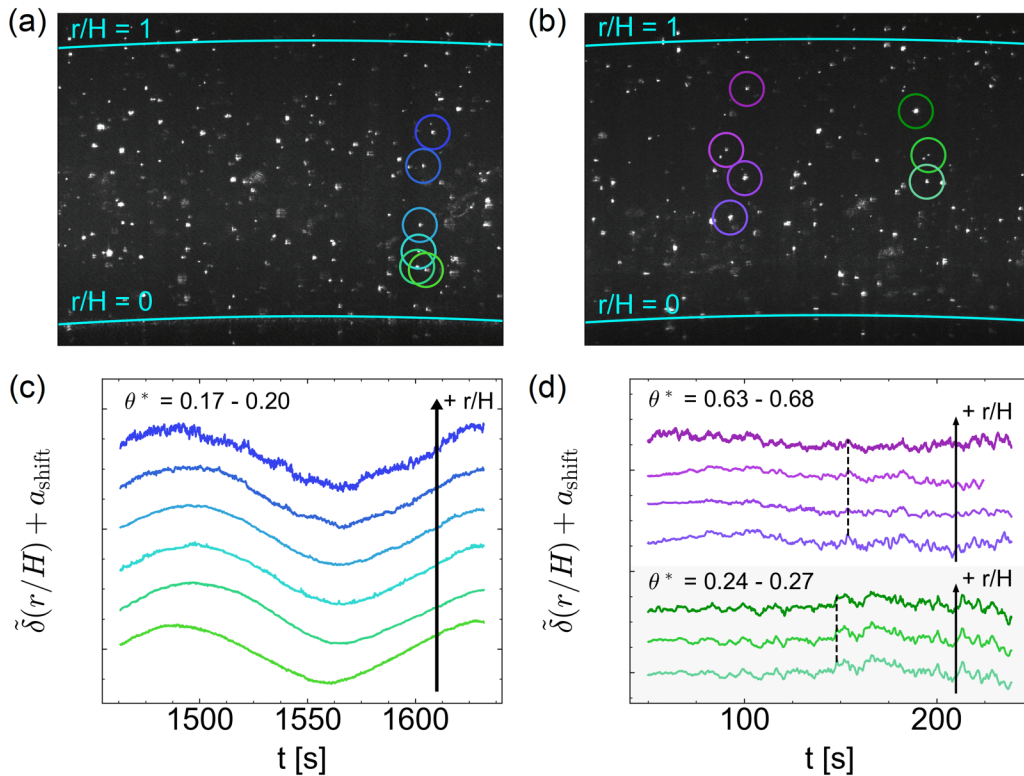 (a)
r/H = 1
r/H = 0
(b)
r/H = 1
r/H = 0
(c)
θ* = 0.17 - 0.20
+ r/H
δ̃(r/H) + a_shift
1500 1550 1600
t [s]
(d)
θ* = 0.63 - 0.68
+ r/H
θ* = 0.24 - 0.27
+ r/H
δ̃(r/H) + a_shift
100 200
t [s]